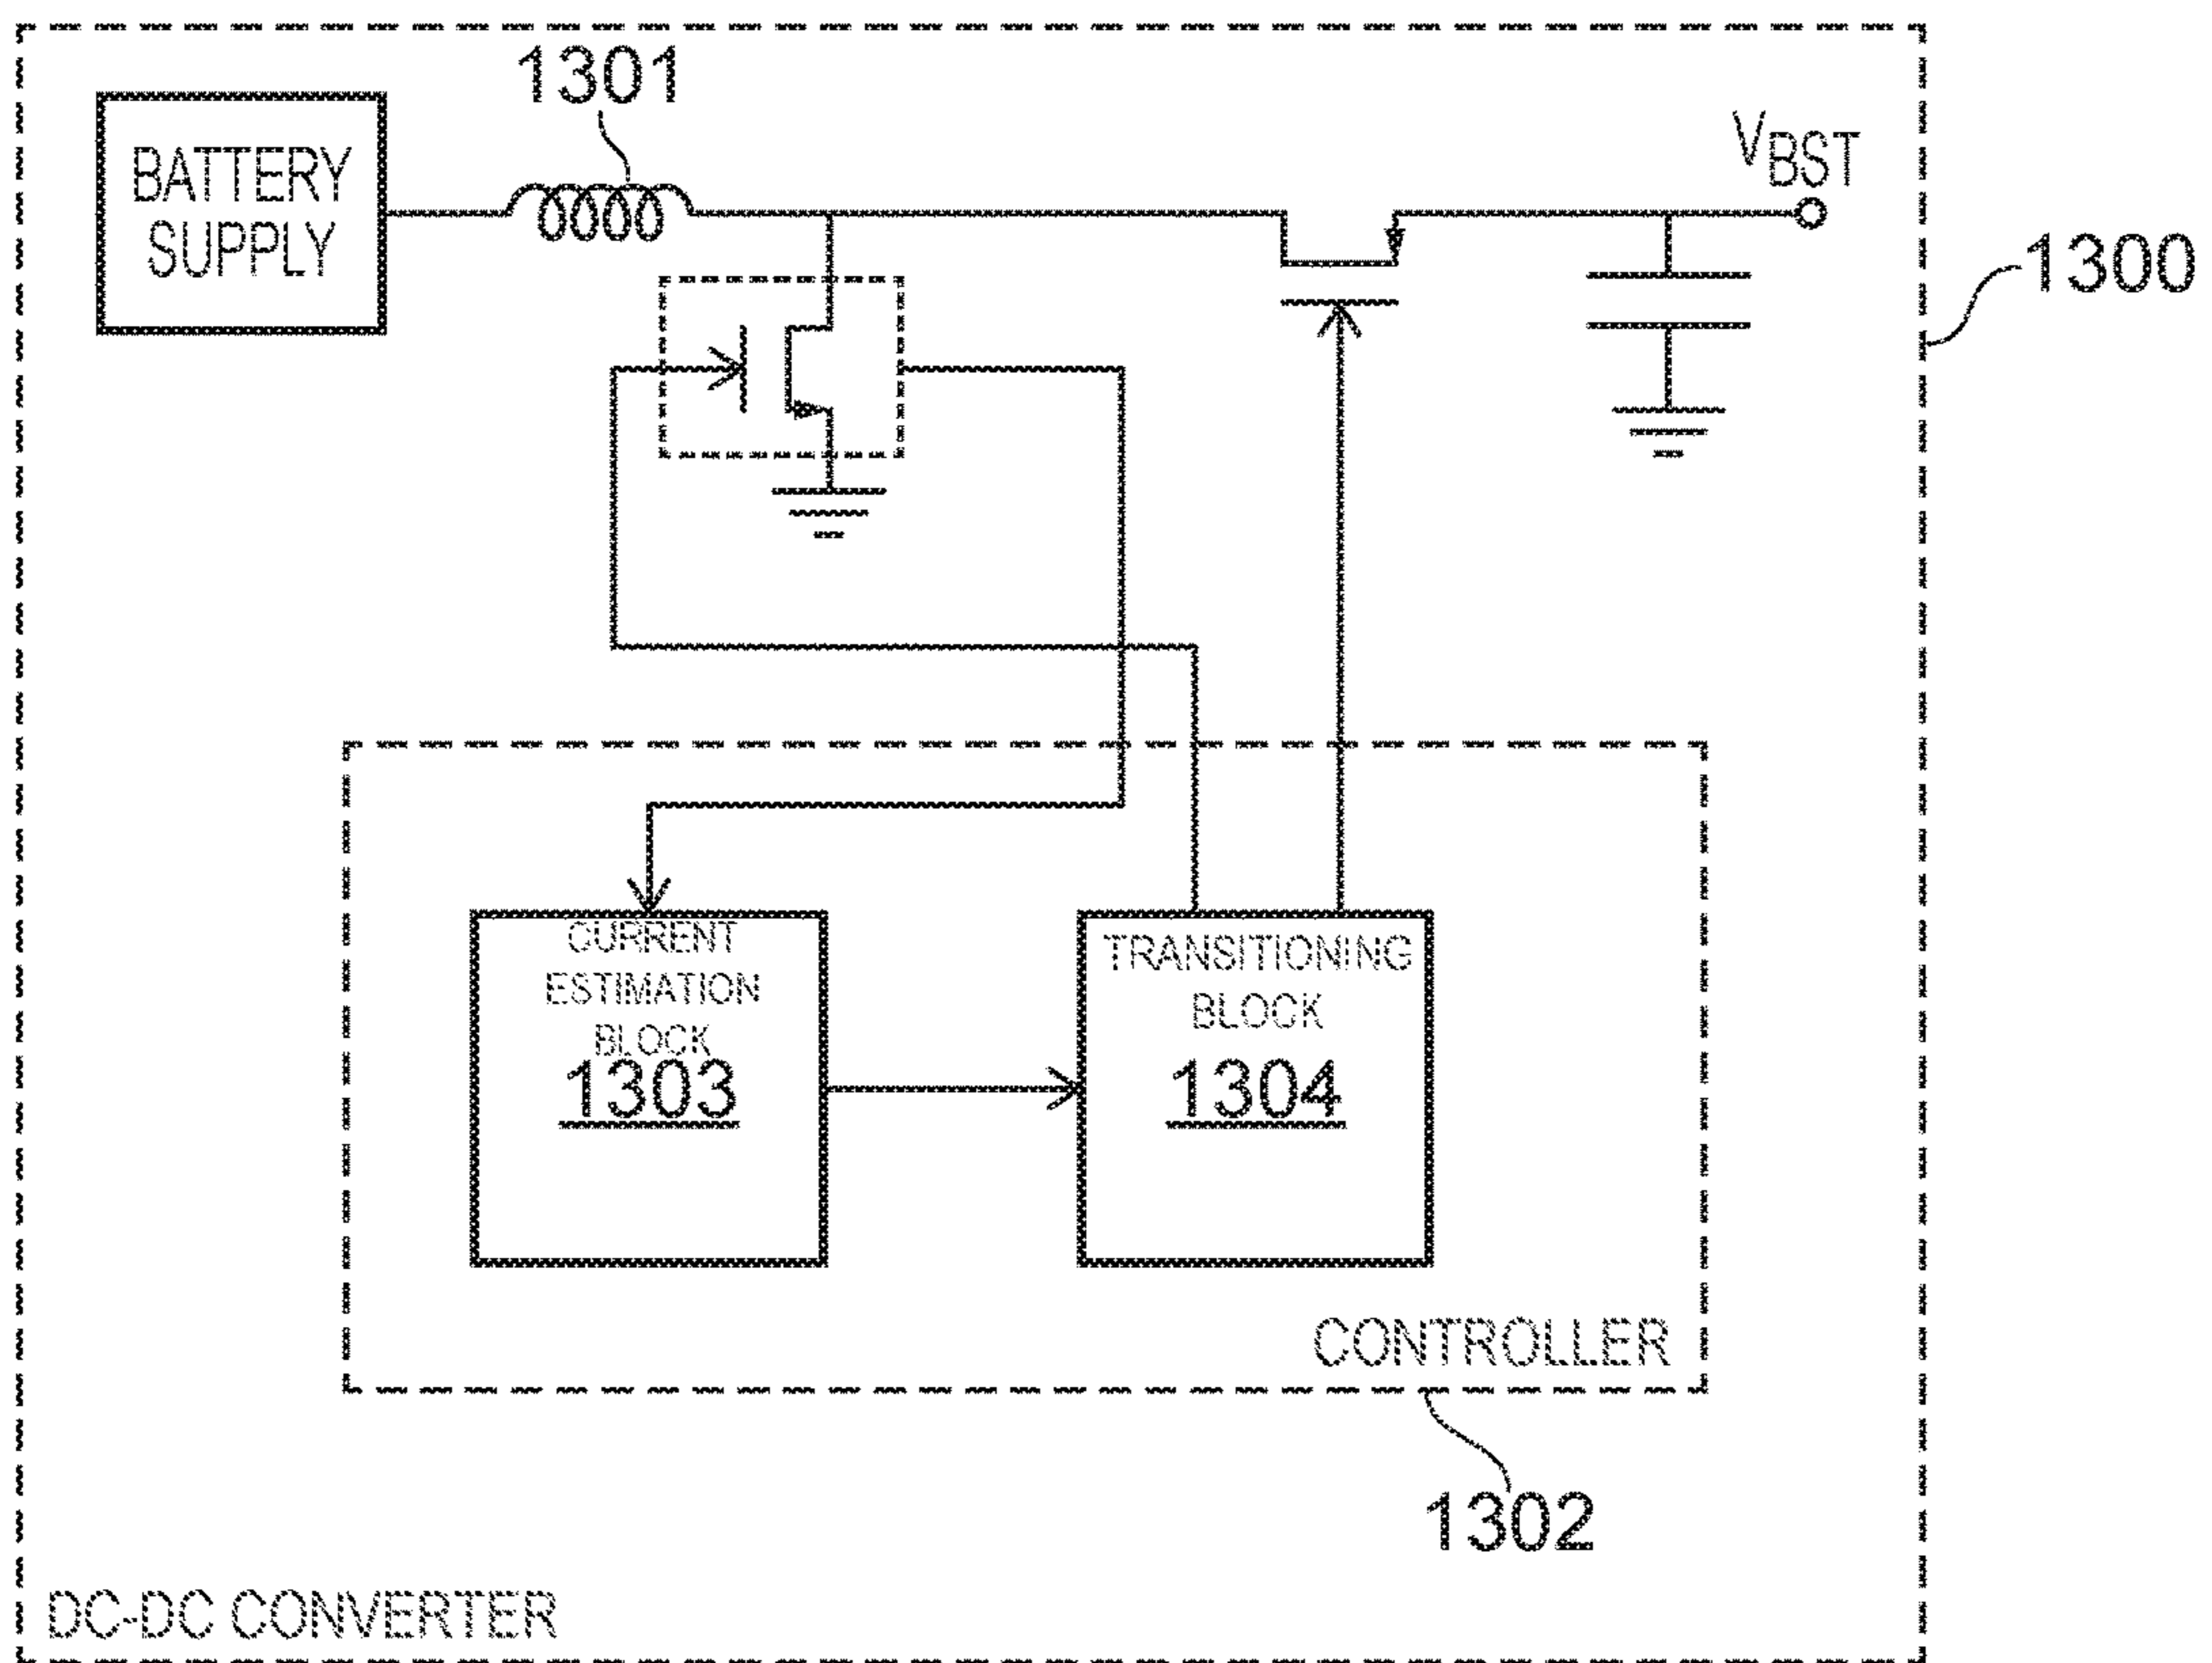 1301
BATTERY
SUPPLY
VBST
1300
CURRENT
ESTIMATION
BLOCK
1303
TRANSITIONING
BLOCK
1304
CONTROLLER
1302
DC-DC CONVERTER